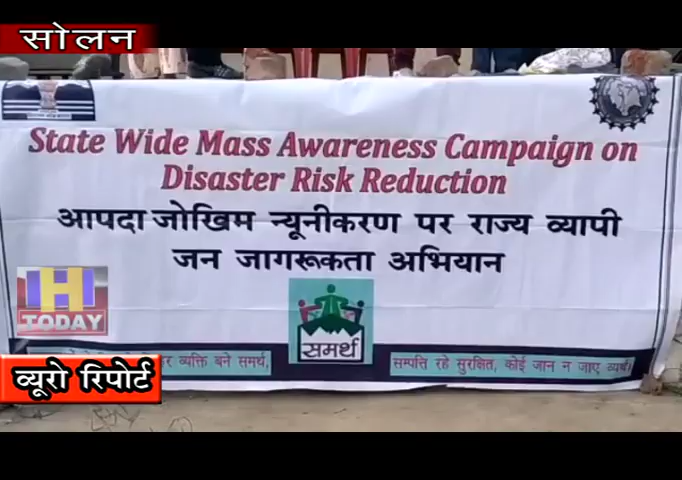 सोलन
State Wide Mass Awareness Campaign on
Disaster Risk Reduction
आपदा जोखिम न्यूनीकरण पर राज्य व्यापी
जन जागरूकता अभियान
H
TODAY
समर्थ
व्यक्ति बने समर्थ,
सम्पत्ति रहे सुरक्षित, कोई जान न जाए व्यर्थ।
ब्यूरो रिपोर्ट